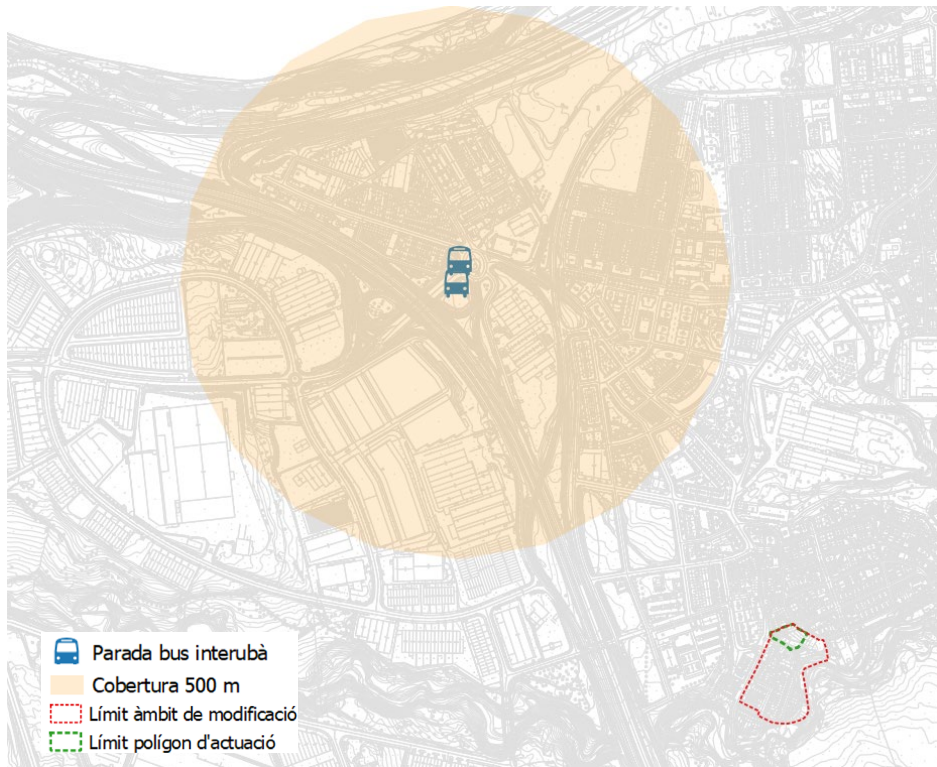 Parada bus interubà
Cobertura 500 m
Límit àmbit de modificació
Límit polígon d'actuació